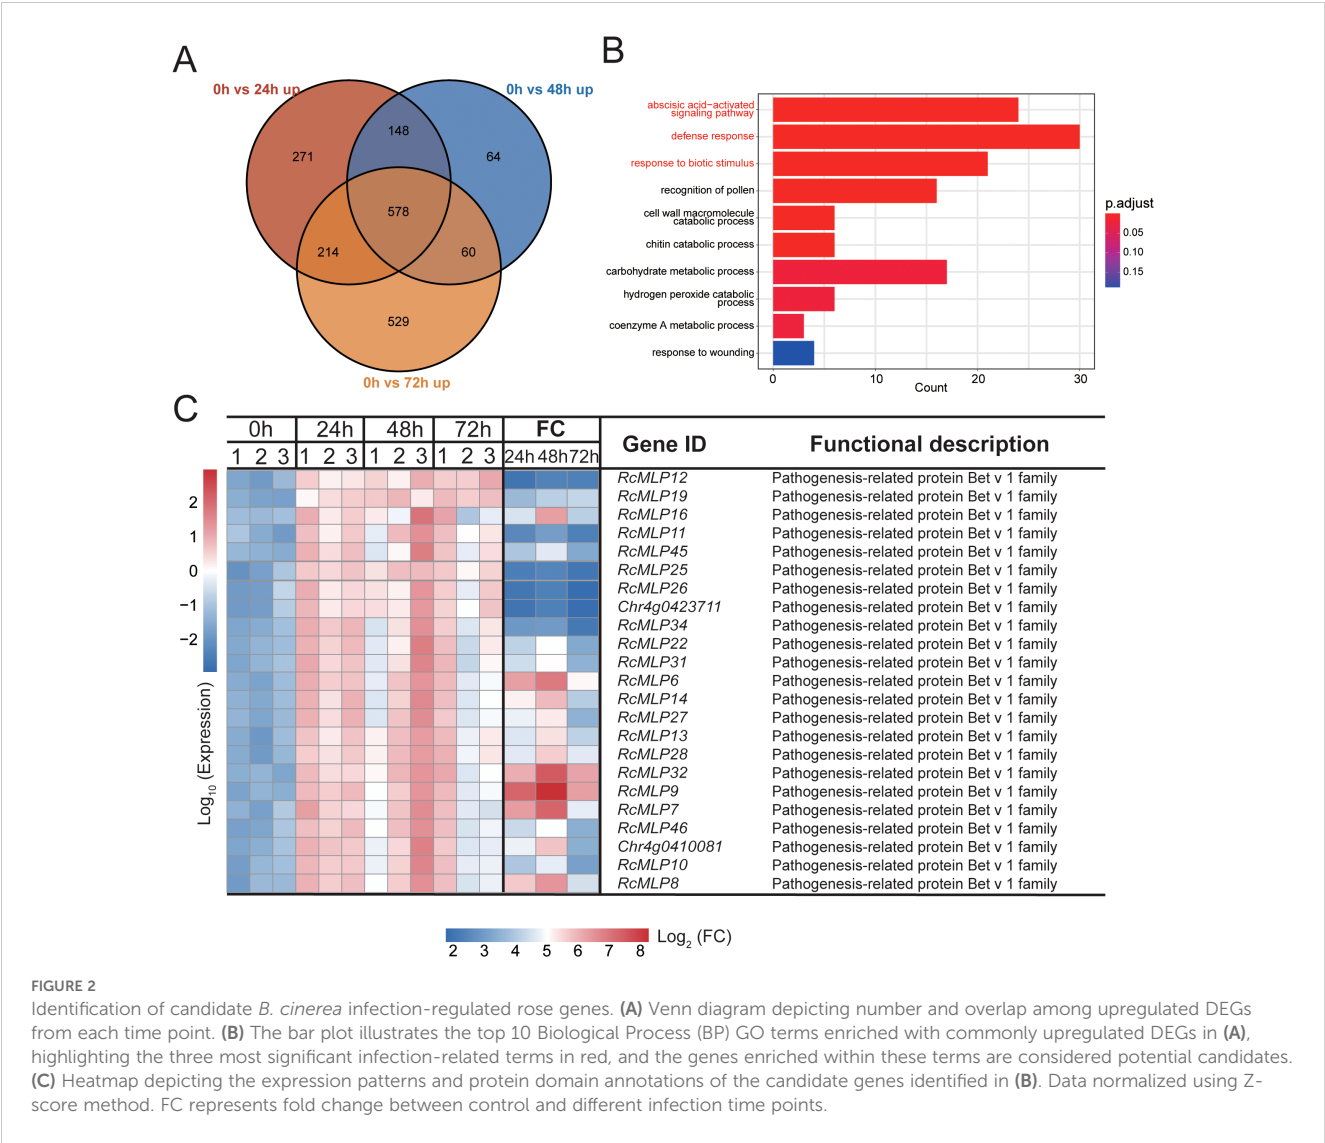 A
0h vs 24h up
0h vs 48h up
148
271
64
578
214
60
529
0h vs 72h up
B
abscisic acid−activated
signaling pathway
defense response
response to biotic stimulus
recognition of pollen
cell wall macromolecule
catabolic process
chitin catabolic process
carbohydrate metabolic process
hydrogen peroxide catabolic
process
coenzyme A metabolic process
response to wounding
0 10 20 30
Count
p.adjust
0.05
0.10
0.15
C
0h 24h 48h 72h FC Gene ID Functional description
1 2 3 1 2 3 1 2 3 1 2 3 24h 48h 72h
2
1
0
−1
−2
Log10 (Expression)
RcMLP12 Pathogenesis-related protein Bet v 1 family
RcMLP19 Pathogenesis-related protein Bet v 1 family
RcMLP16 Pathogenesis-related protein Bet v 1 family
RcMLP11 Pathogenesis-related protein Bet v 1 family
RcMLP45 Pathogenesis-related protein Bet v 1 family
RcMLP25 Pathogenesis-related protein Bet v 1 family
RcMLP26 Pathogenesis-related protein Bet v 1 family
Chr4g0423711 Pathogenesis-related protein Bet v 1 family
RcMLP34 Pathogenesis-related protein Bet v 1 family
RcMLP22 Pathogenesis-related protein Bet v 1 family
RcMLP31 Pathogenesis-related protein Bet v 1 family
RcMLP6 Pathogenesis-related protein Bet v 1 family
RcMLP14 Pathogenesis-related protein Bet v 1 family
RcMLP27 Pathogenesis-related protein Bet v 1 family
RcMLP13 Pathogenesis-related protein Bet v 1 family
RcMLP28 Pathogenesis-related protein Bet v 1 family
RcMLP32 Pathogenesis-related protein Bet v 1 family
RcMLP9 Pathogenesis-related protein Bet v 1 family
RcMLP7 Pathogenesis-related protein Bet v 1 family
RcMLP46 Pathogenesis-related protein Bet v 1 family
Chr4g0410081 Pathogenesis-related protein Bet v 1 family
RcMLP10 Pathogenesis-related protein Bet v 1 family
RcMLP8 Pathogenesis-related protein Bet v 1 family
2 3 4 5 6 7 8 Log2 (FC)
FIGURE 2
Identification of candidate B. cinerea infection-regulated rose genes. (A) Venn diagram depicting number and overlap among upregulated DEGs
from each time point. (B) The bar plot illustrates the top 10 Biological Process (BP) GO terms enriched with commonly upregulated DEGs in (A),
highlighting the three most significant infection-related terms in red, and the genes enriched within these terms are considered potential candidates.
(C) Heatmap depicting the expression patterns and protein domain annotations of the candidate genes identified in (B). Data normalized using Z-
score method. FC represents fold change between control and different infection time points.